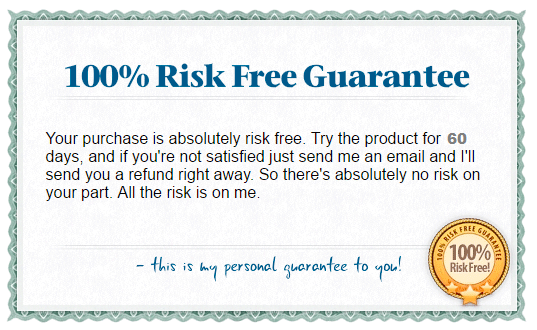 100% Risk Free Guarantee
Your purchase is absolutely risk free. Try the product for 60
days, and if you're not satisfied just send me an email and I'll
send you a refund right away. So there's absolutely no risk on
your part. All the risk is on me.
- this is my personal guarantee to you!
100% RISK FREE GUARANTEE
100%
Risk Free!